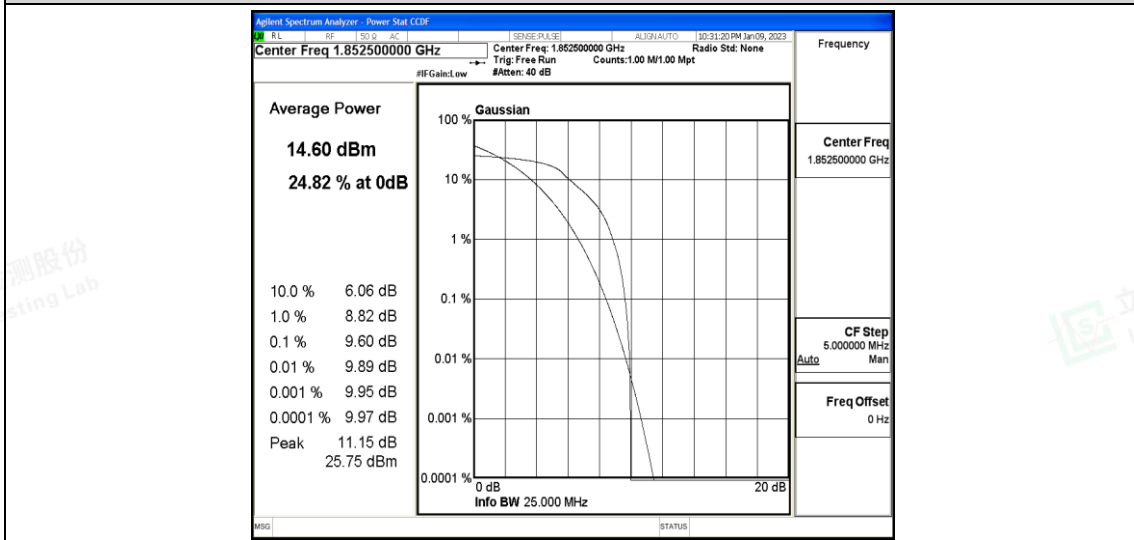 Agilent Spectrum Analyzer - Power Stat CCDF
RL RF 50 Ω AC SENSE:PULSE ALIGNAUTO 10:31:20 PM Jan 09, 2023
Center Freq 1.852500000 GHz
Center Freq: 1.852500000 GHz Radio Std: None
Trig: Free Run Counts:1.00 M/1.00 Mpt
#IFGain:Low #Atten: 40 dB
Frequency
Average Power
14.60 dBm
24.82 % at 0dB
10.0 % 6.06 dB
1.0 % 8.82 dB
0.1 % 9.60 dB
0.01 % 9.89 dB
0.001 % 9.95 dB
0.0001 % 9.97 dB
Peak 11.15 dB
25.75 dBm
Gaussian
100 %
10 %
1 %
0.1 %
0.01 %
0.001 %
0.0001 %
0 dB 20 dB
Info BW 25.000 MHz
Center Freq
1.852500000 GHz
CF Step
5.000000 MHz
Auto Man
Freq Offset
0 Hz
MSG STATUS
测股份
sting Lab